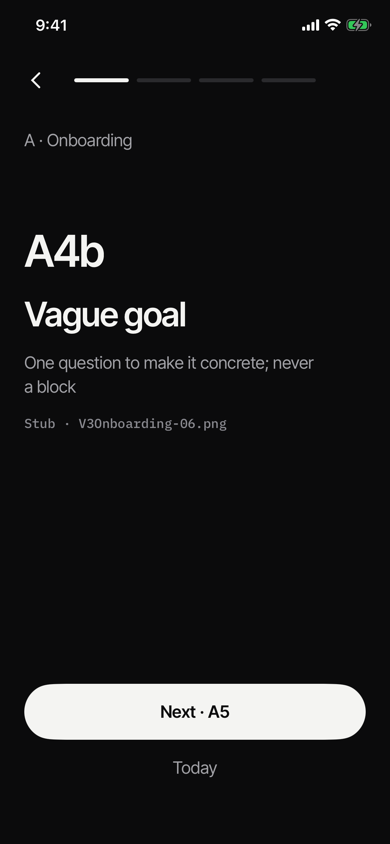 9:41
A · Onboarding
A4b
Vague goal
One question to make it concrete; never
a block
Stub · V3Onboarding-06.png
Next · A5
Today